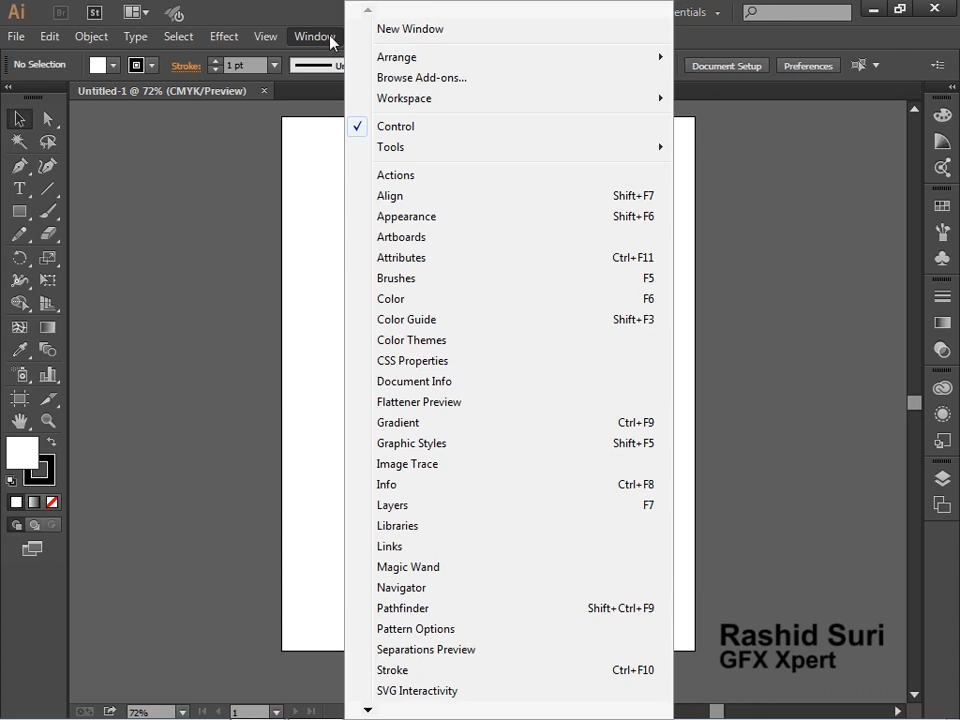 Ai Br St entials
File Edit Object Type Select Effect View Window
No Selection Stroke: 1 pt Document Setup Preferences
Untitled-1 @ 72% (CMYK/Preview) ×
New Window
Arrange
Browse Add-ons...
Workspace
Control
Tools
Actions
Align Shift+F7
Appearance Shift+F6
Artboards
Attributes Ctrl+F11
Brushes F5
Color F6
Color Guide Shift+F3
Color Themes
CSS Properties
Document Info
Flattener Preview
Gradient Ctrl+F9
Graphic Styles Shift+F5
Image Trace
Info Ctrl+F8
Layers F7
Libraries
Links
Magic Wand
Navigator
Pathfinder Shift+Ctrl+F9
Pattern Options
Separations Preview
Stroke Ctrl+F10
SVG Interactivity
Rashid Suri
GFX Xpert
72% 1